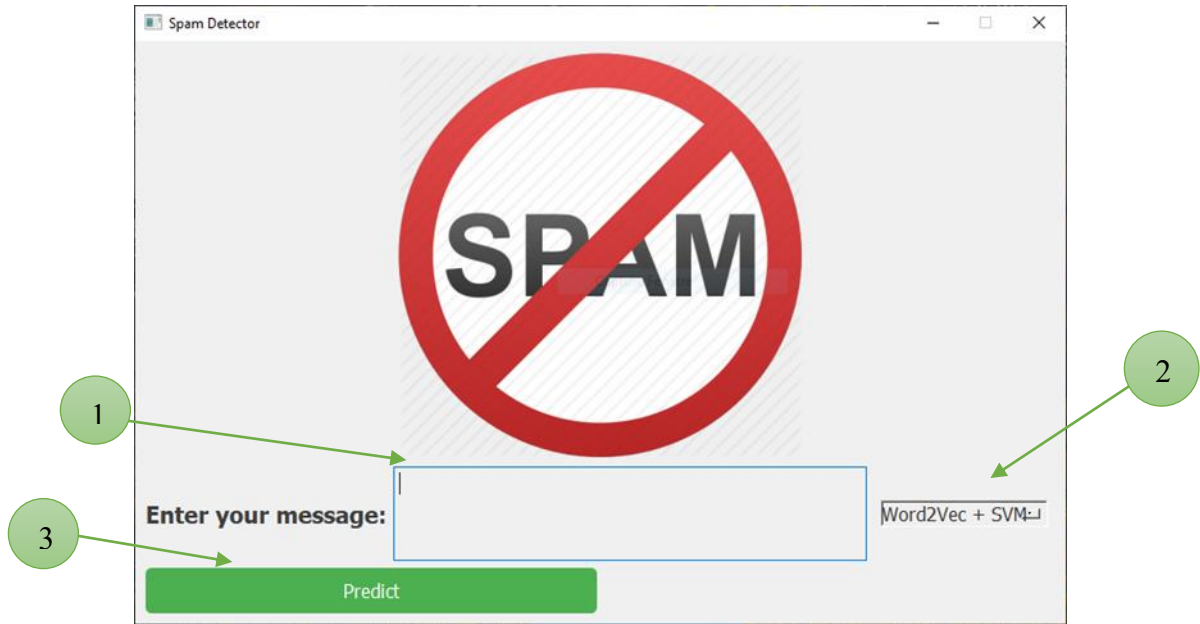 Spam Detector
SPAM
2
1
Enter your message:
Word2Vec + SVM
3
Predict